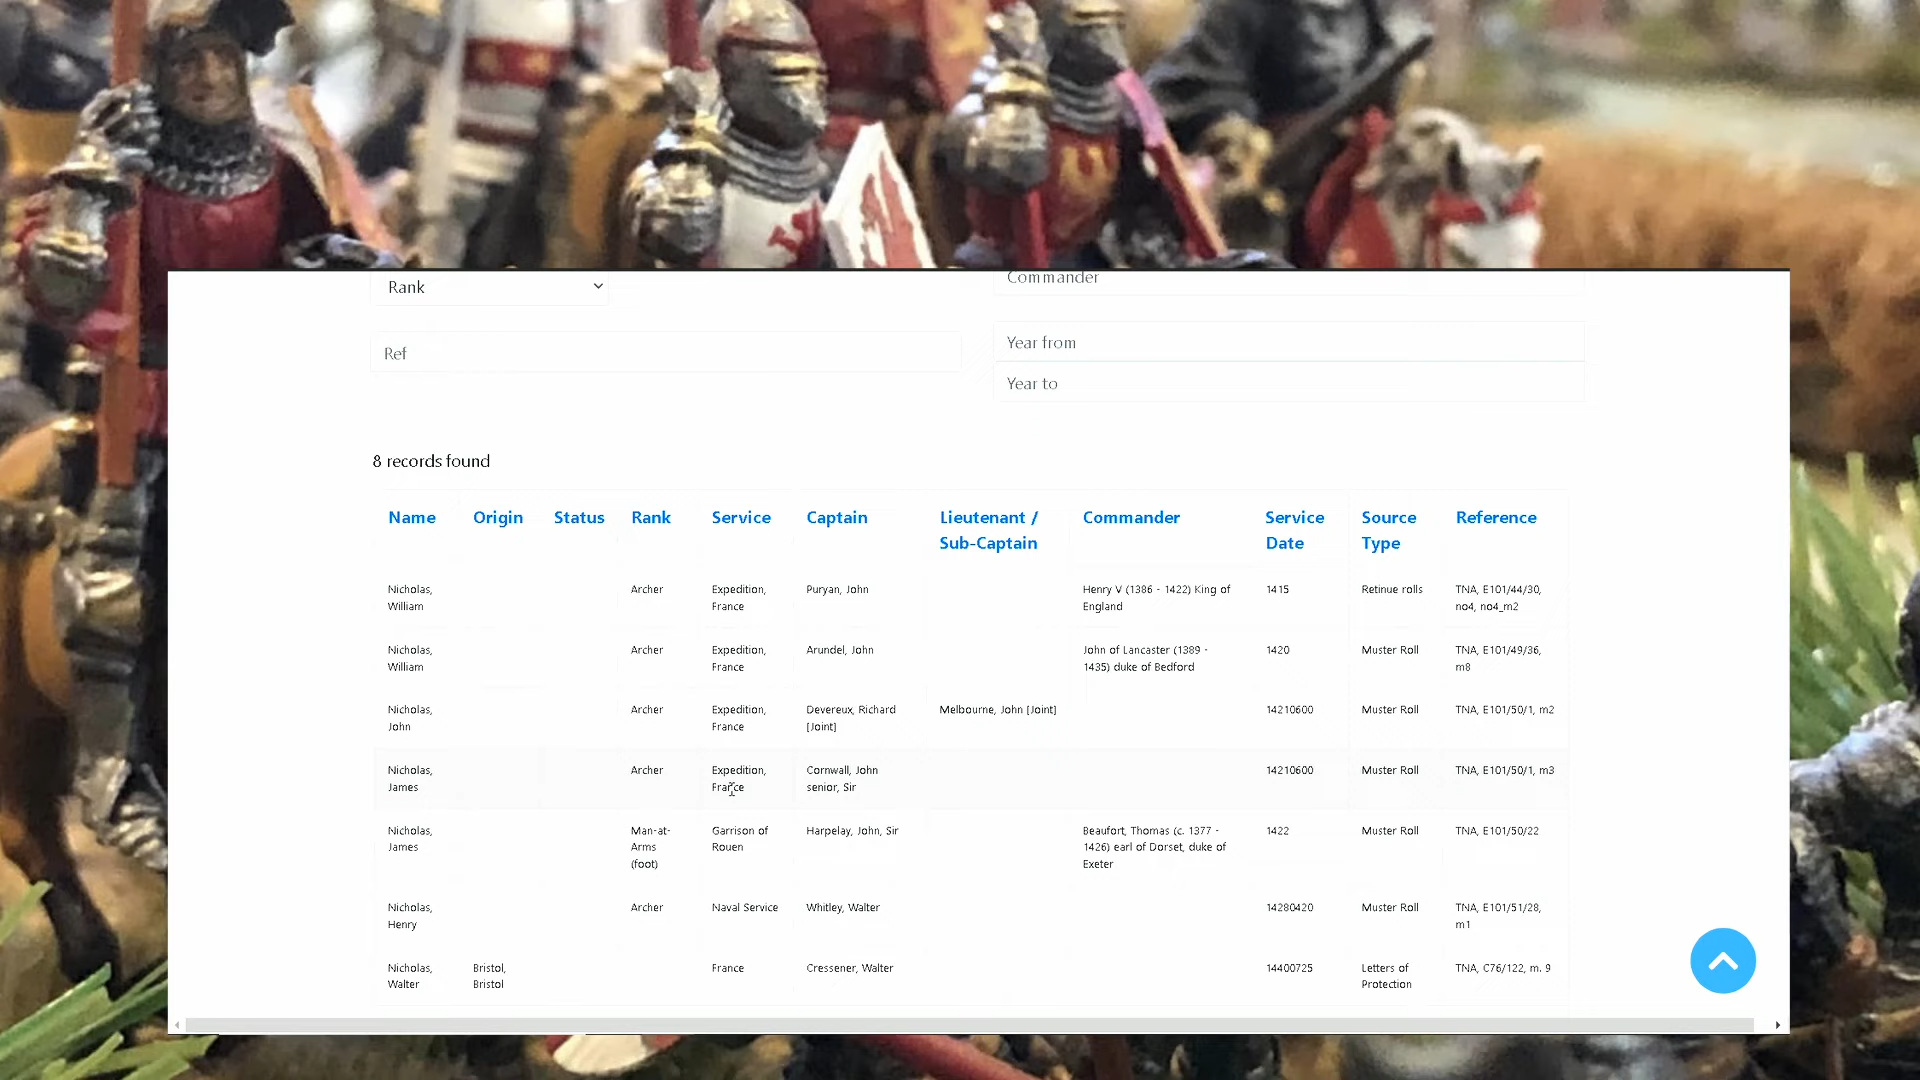 Rank
Commander
Ref
Year from
Year to
8 records found
Name Origin Status Rank Service Captain Lieutenant / Sub-Captain Commander Service Date Source Type Reference
Nicholas, William Archer Expedition, France Puryan, John Henry V (1386 - 1422) King of England 1415 Retinue rolls TNA, E101/44/30, no4, no4_m2
Nicholas, William Archer Expedition, France Arundel, John John of Lancaster (1389 - 1435) duke of Bedford 1420 Muster Roll TNA, E101/49/36, m8
Nicholas, John Archer Expedition, France Devereux, Richard [Joint] Melbourne, John [Joint] 14210600 Muster Roll TNA, E101/50/1, m2
Nicholas, James Archer Expedition, France Cornwall, John senior, Sir 14210600 Muster Roll TNA, E101/50/1, m3
Nicholas, James Man-at-Arms (foot) Garrison of Rouen Harpelay, John, Sir Beaufort, Thomas (c. 1377 - 1426) earl of Dorset, duke of Exeter 1422 Muster Roll TNA, E101/50/22
Nicholas, Henry Archer Naval Service Whitley, Walter 14280420 Muster Roll TNA, E101/51/28, m1
Nicholas, Walter Bristol, Bristol France Cressener, Walter 14400725 Letters of Protection TNA, C76/122, m. 9